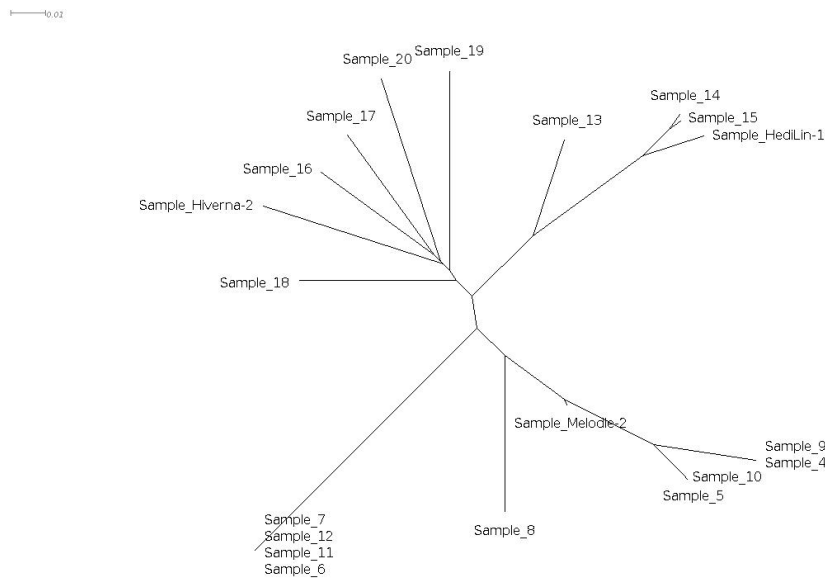 0.01
Sample_19
Sample_20
Sample_14
Sample_17
Sample_15
Sample_13
Sample_HediLin-1
Sample_16
Sample_Hiverna-2
Sample_18
Sample_Melodie-2
Sample_9
Sample_4
Sample_10
Sample_5
Sample_7
Sample_8
Sample_12
Sample_11
Sample_6